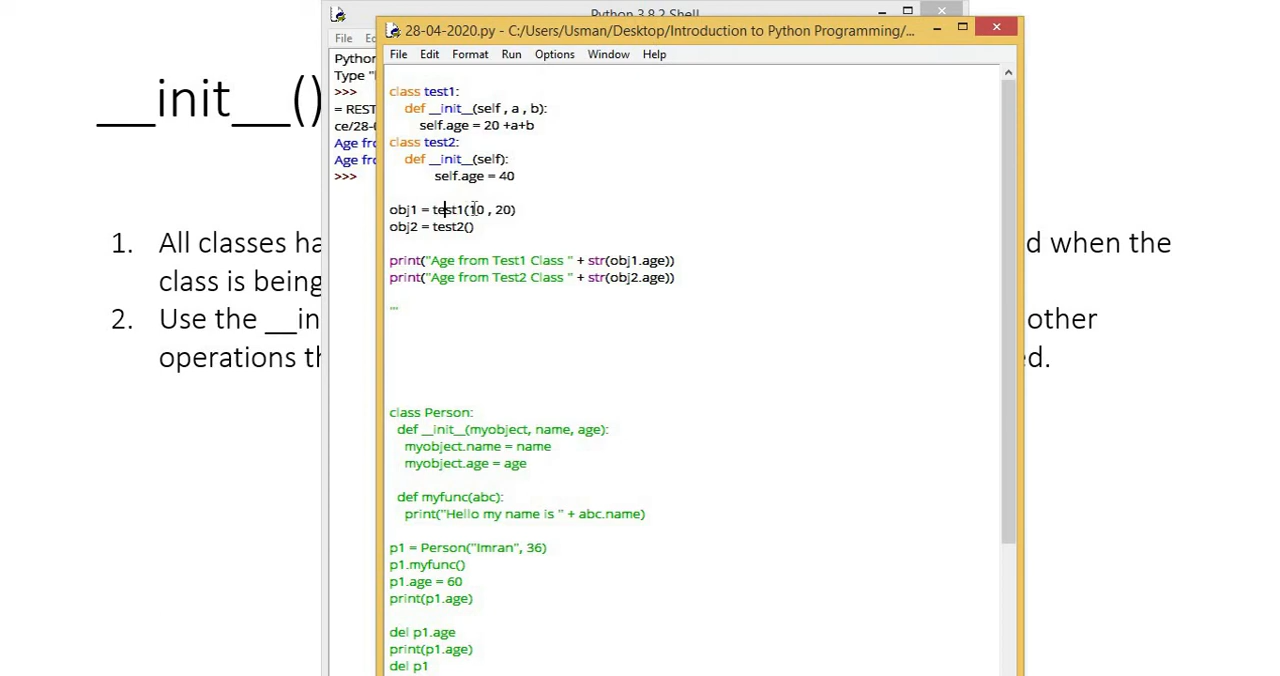 Python 3.8.2 Shell
28-04-2020.py - C:/Users/Usman/Desktop/Introduction to Python Programming/...
File Edit Format Run Options Window Help
File
Python
Type
>>>
= REST
ce/28-
Age fr
Age fr
>>>
__init__()
class test1:
def __init__(self , a , b):
self.age = 20 +a+b
class test2:
def __init__(self):
self.age = 40
obj1 = test1(10 , 20)
obj2 = test2()
print("Age from Test1 Class " + str(obj1.age))
print("Age from Test2 Class " + str(obj2.age))
'''
class Person:
def __init__(myobject, name, age):
myobject.name = name
myobject.age = age
def myfunc(abc):
print("Hello my name is " + abc.name)
p1 = Person("Imran", 36)
p1.myfunc()
p1.age = 60
print(p1.age)
del p1.age
print(p1.age)
del p1
1. All classes ha d when the
class is being
2. Use the __in other
operations th ed.